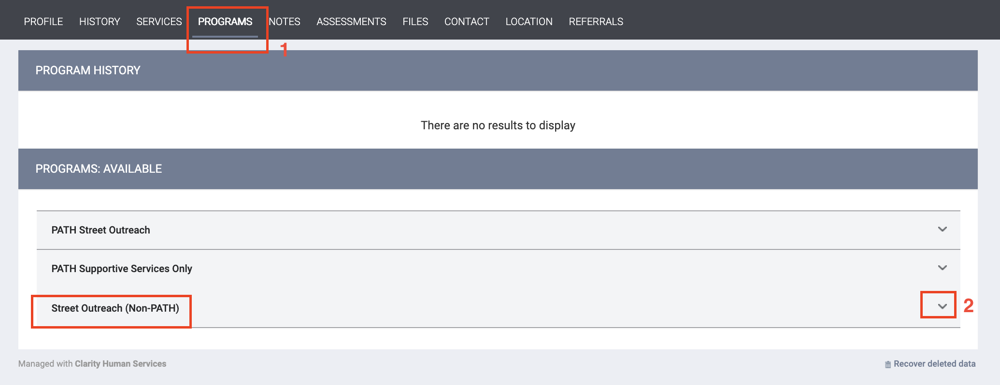 PROFILE HISTORY SERVICES PROGRAMS NOTES ASSESSMENTS FILES CONTACT LOCATION REFERRALS
1
PROGRAM HISTORY
There are no results to display
PROGRAMS: AVAILABLE
PATH Street Outreach
PATH Supportive Services Only
Street Outreach (Non-PATH) 2
Managed with Clarity Human Services Recover deleted data